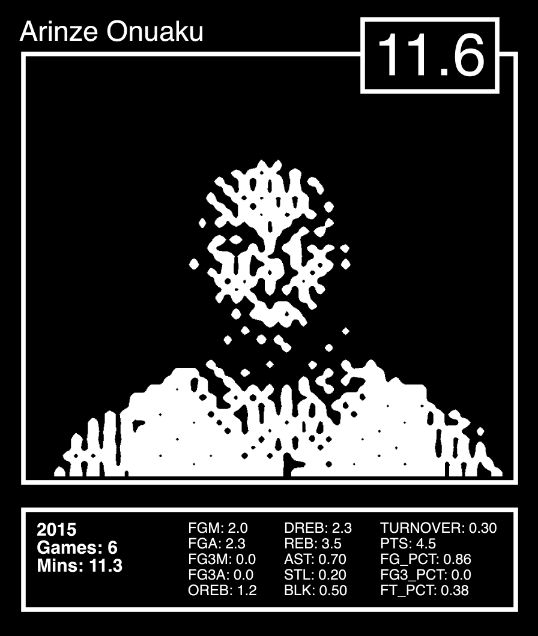 Arinze Onuaku
11.6
2015
Games: 6
Mins: 11.3
FGM: 2.0
FGA: 2.3
FG3M: 0.0
FG3A: 0.0
OREB: 1.2
DREB: 2.3
REB: 3.5
AST: 0.70
STL: 0.20
BLK: 0.50
TURNOVER: 0.30
PTS: 4.5
FG_PCT: 0.86
FG3_PCT: 0.0
FT_PCT: 0.38